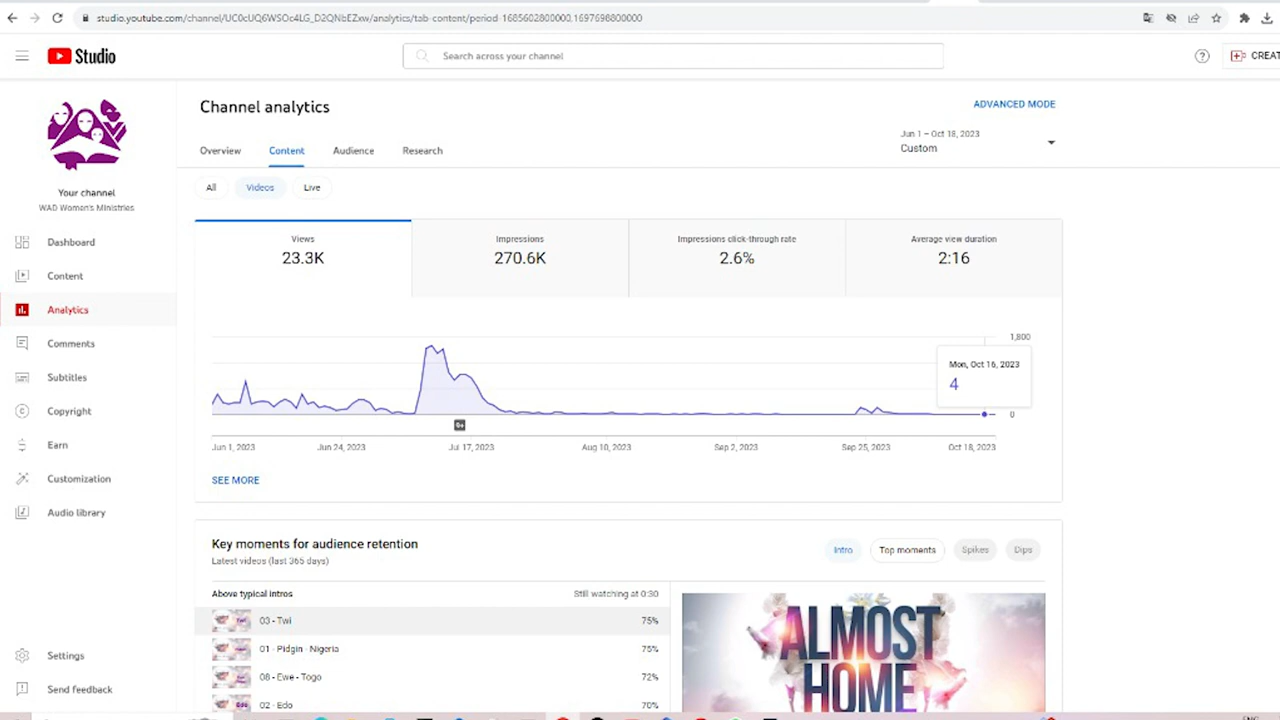 studio.youtube.com/channel/UC0cUQ6WSOc4LG_D2QNbEZxw/analytics/tab-content/period-1685602800000,1697698800000
Studio
Search across your channel
CREAT
Your channel
WAD Women's Ministries
Dashboard
Content
Analytics
Comments
Subtitles
Copyright
Earn
Customization
Audio library
Settings
Send feedback
Channel analytics
ADVANCED MODE
Overview
Content
Audience
Research
Jun 1 – Oct 18, 2023
Custom
All
Videos
Live
Views
23.3K
Impressions
270.6K
Impressions click-through rate
2.6%
Average view duration
2:16
1,800
Mon, Oct 16, 2023
4
0
9+
Jun 1, 2023
Jun 24, 2023
Jul 17, 2023
Aug 10, 2023
Sep 2, 2023
Sep 25, 2023
Oct 18, 2023
SEE MORE
Key moments for audience retention
Latest videos (last 365 days)
Intro
Top moments
Spikes
Dips
Above typical intros
Still watching at 0:30
03 - Twi
75%
01 - Pidgin - Nigeria
75%
08 - Ewe - Togo
72%
02 - Edo
70%
ALMOST
HOME